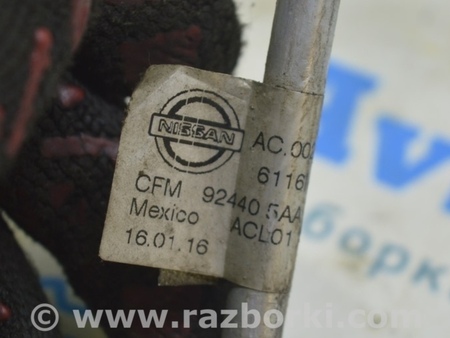 NISSAN
AC.00
6116
CFM 92440 5AA
Mexico ACL01
16.01.16
© www.razborki.com